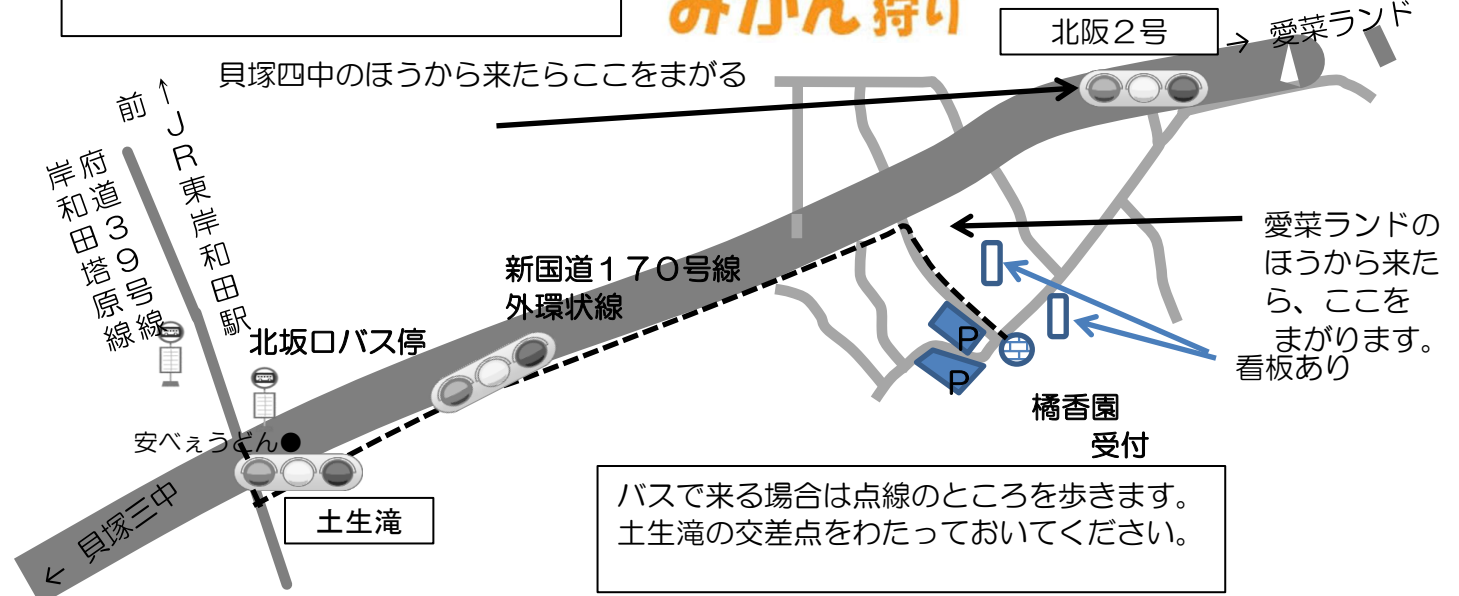 みかん狩り
北阪２号
→ 愛菜ランド
貝塚四中のほうから来たらここをまがる
↑ＪＲ東岸和田駅
前
府道３９号線
岸和田塔原線
新国道１７０号線
外環状線
愛菜ランドの
ほうから来た
ら、ここを
まがります。
看板あり
北坂口バス停
P
P
橘香園
受付
安べぇうどん●
土生滝
← 貝塚三中
バスで来る場合は点線のところを歩きます。
土生滝の交差点をわたっておいてください。